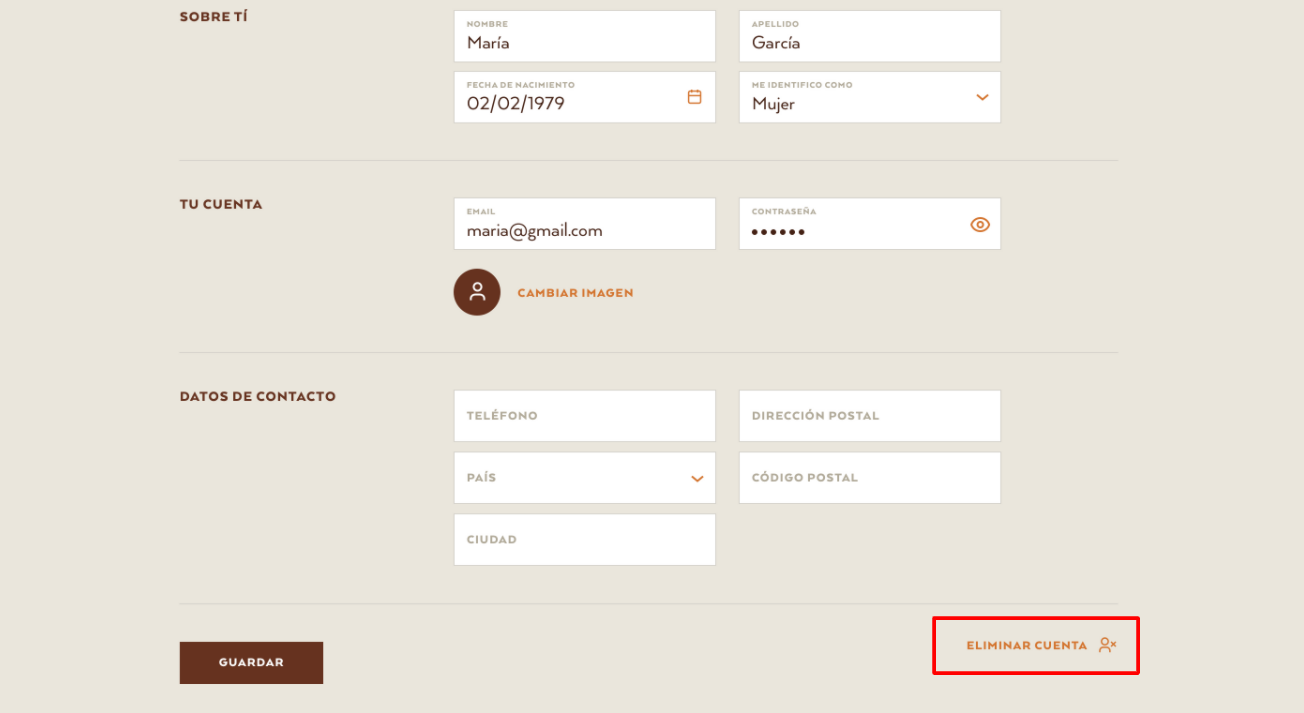 SOBRE TÍ
NOMBRE
María
APELLIDO
García
FECHA DE NACIMIENTO
02/02/1979
ME IDENTIFICO COMO
Mujer
TU CUENTA
EMAIL
maria@gmail.com
CONTRASEÑA
••••••
CAMBIAR IMAGEN
DATOS DE CONTACTO
TELÉFONO
DIRECCIÓN POSTAL
PAÍS
CÓDIGO POSTAL
CIUDAD
GUARDAR
ELIMINAR CUENTA